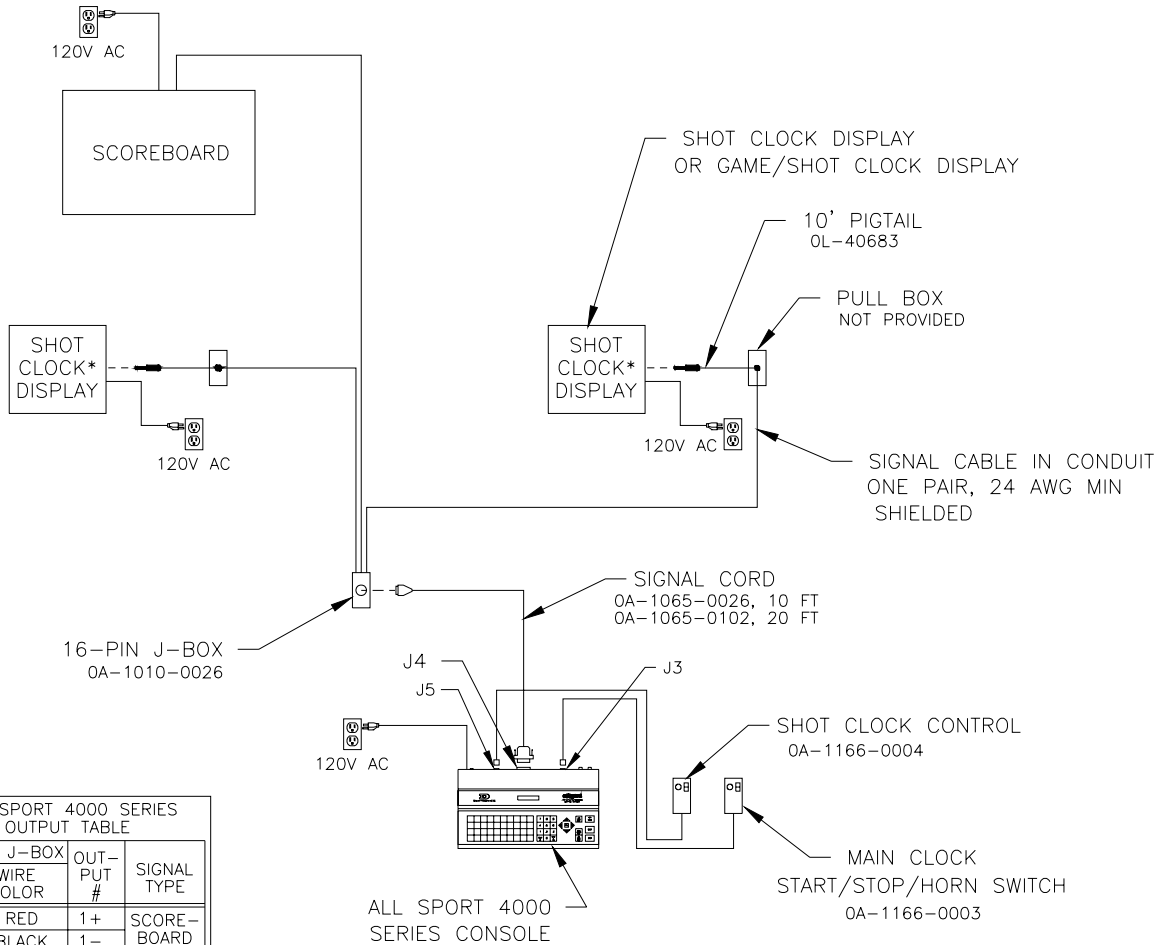 120V AC
SCOREBOARD
SHOT CLOCK DISPLAY
OR GAME/SHOT CLOCK DISPLAY
10' PIGTAIL
0L-40683
PULL BOX
NOT PROVIDED
SHOT
CLOCK*
DISPLAY
120V AC
SHOT
CLOCK*
DISPLAY
120V AC
SIGNAL CABLE IN CONDUIT
ONE PAIR, 24 AWG MIN
SHIELDED
16-PIN J-BOX
0A-1010-0026
SIGNAL CORD
0A-1065-0026, 10 FT
0A-1065-0102, 20 FT
J4
J5
J3
120V AC
SHOT CLOCK CONTROL
0A-1166-0004
MAIN CLOCK
START/STOP/HORN SWITCH
0A-1166-0003
ALL SPORT 4000
SERIES CONSOLE
SPORT 4000 SERIES
OUTPUT TABLE
J-BOX
OUT-
PUT
#
SIGNAL
TYPE
RED
1+
SCORE-
BOARD
1-